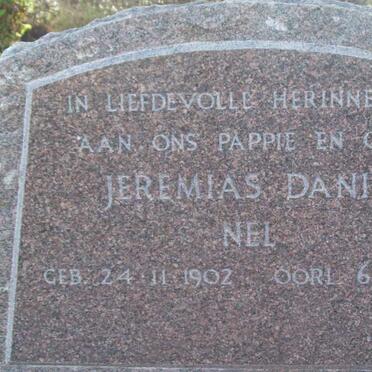 IN LIEFDEVOLLE HERINNE
AAN ONS PAPPIE EN
JEREMIAS DANI
NEL
GEB. 24·11·1902 OORL. 6